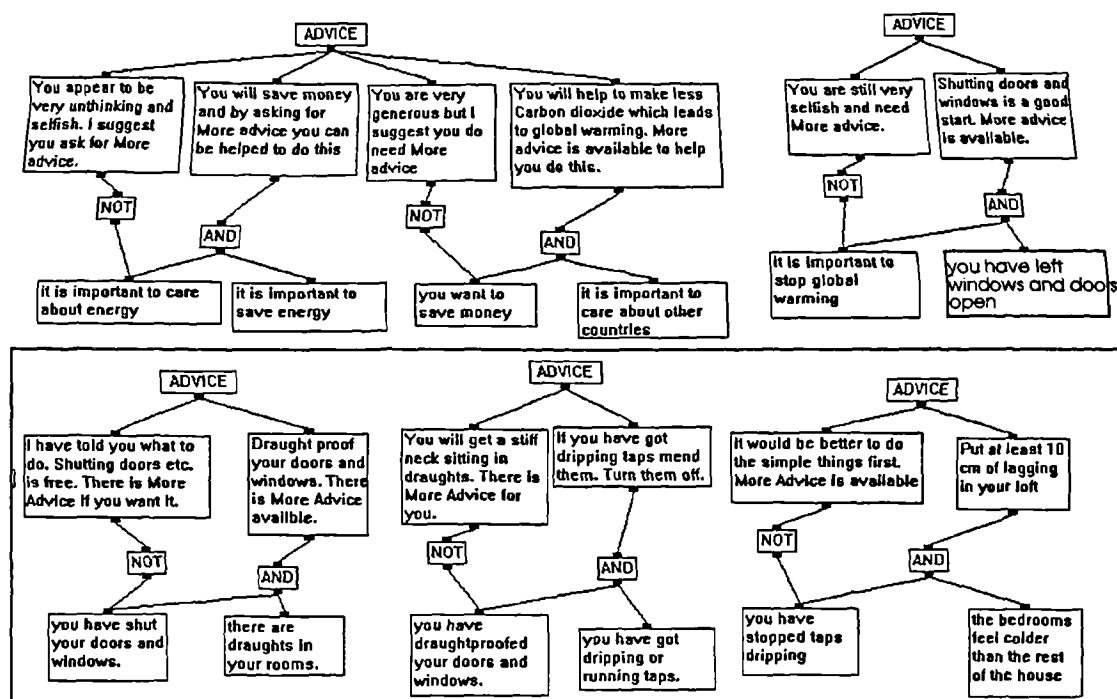 ADVICE
You appear to be
very unthinking and
selfish. I suggest
you ask for More
advice.
You will save money
and by asking for
More advice you can
be helped to do this
You are very
generous but I
suggest you do
need More
advice
You will help to make less
Carbon dioxide which leads
to global warming. More
advice is available to help
you do this.
NOT
AND
NOT
AND
it is important to care
about energy
it is important to
save energy
you want to
save money
it is important to
care about other
countries
ADVICE
You are still very
selfish and need
More advice.
Shutting doors and
windows is a good
start. More advice
is available.
NOT
AND
it is important to
stop global
warming
you have left
windows and doors
open
ADVICE
I have told you what to
do. Shutting doors etc.
is free. There is More
Advice If you want it.
Draught proof
your doors and
windows. There
is More Advice
availble.
NOT
AND
you have shut
your doors and
windows.
there are
draughts in
your rooms.
ADVICE
You will get a stiff
neck sitting in
draughts. There is
More Advice for
you.
If you have got
dripping taps mend
them. Turn them off.
NOT
AND
you have
draughtproofed
your doors and
windows.
you have got
dripping or
running taps.
ADVICE
It would be better to do
the simple things first.
More Advice is available
Put at least 10
cm of lagging
in your loft
NOT
AND
you have
stopped taps
dripping
the bedrooms
feel colder
than the rest
of the house